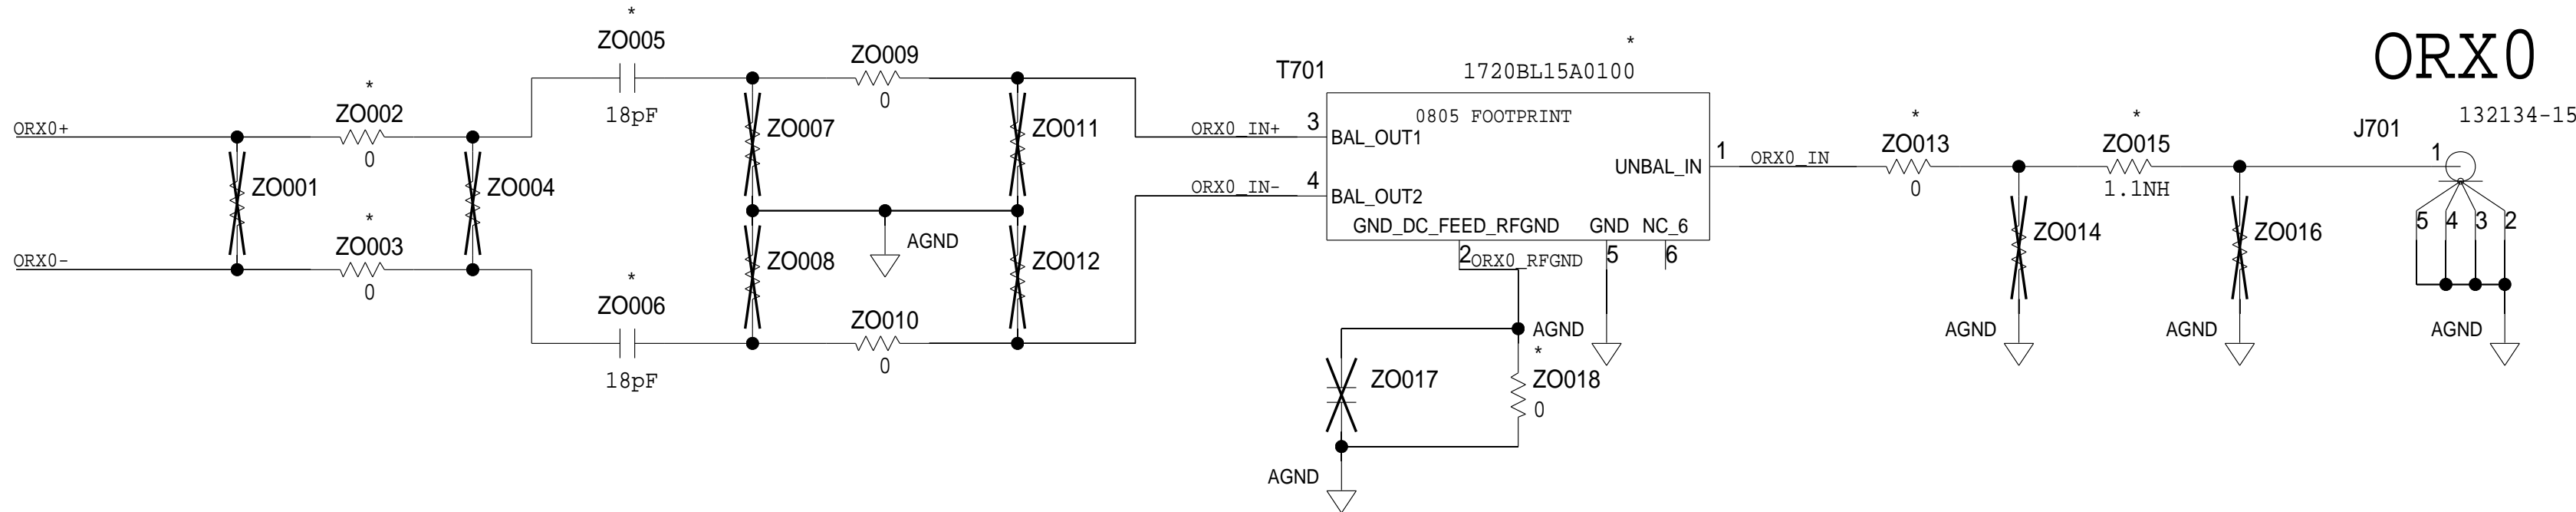 ORX0
132134-15
J701
*
ZO005
18pF
*
ZO002
0
ORX0+
ZO009
0
ZO001
ZO004
ZO007
ZO011
*
ZO003
0
ORX0-
AGND
ZO008
ZO012
*
ZO006
18pF
ZO010
0
T701
*
1720BL15A0100
0805 FOOTPRINT
ORX0_IN+
3
BAL_OUT1
ORX0_IN-
4
BAL_OUT2
UNBAL_IN
1
ORX0_IN
GND_DC_FEED_RFGND
GND
NC_6
2
ORX0_RFGND
5
6
AGND
*
ZO017
ZO018
0
AGND
*
ZO013
0
*
ZO015
1.1NH
ZO014
ZO016
AGND
AGND
1
5
4
3
2
AGND